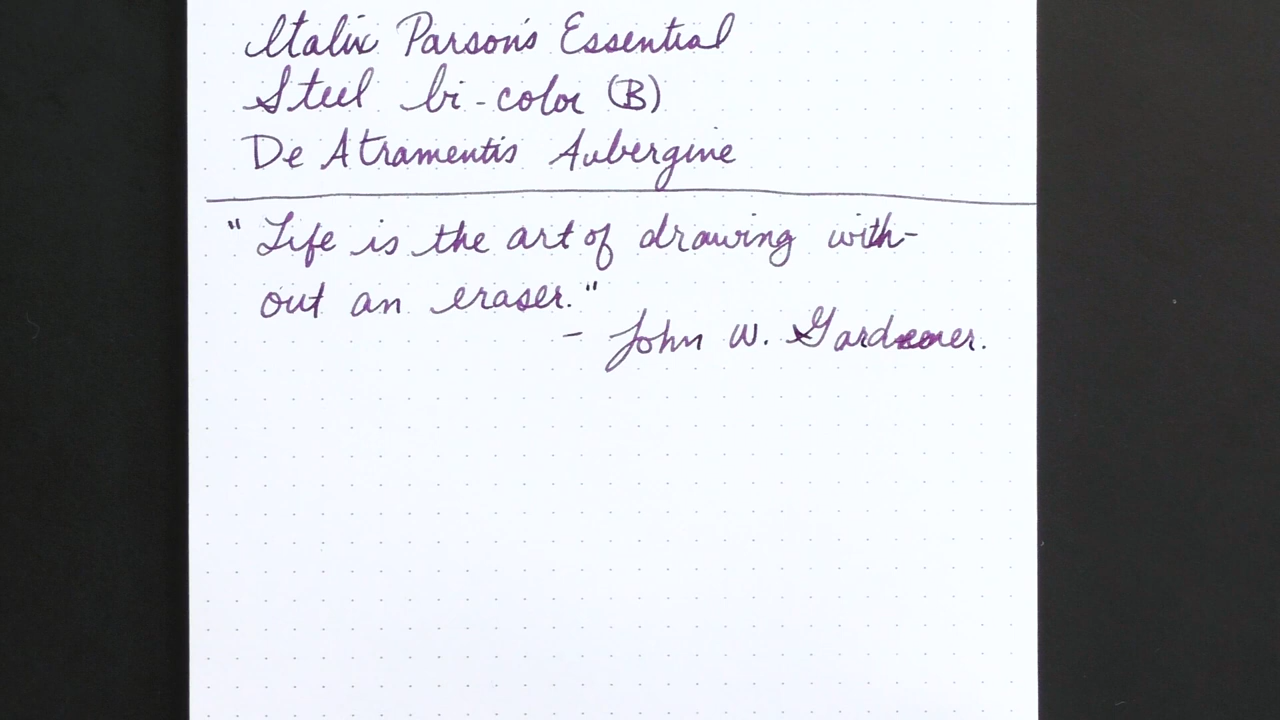 Italix Parson's Essential
Steel bi-color (B)
De Atramentis Aubergine
"Life is the art of drawing with-
out an eraser."
- John W. Gardner.